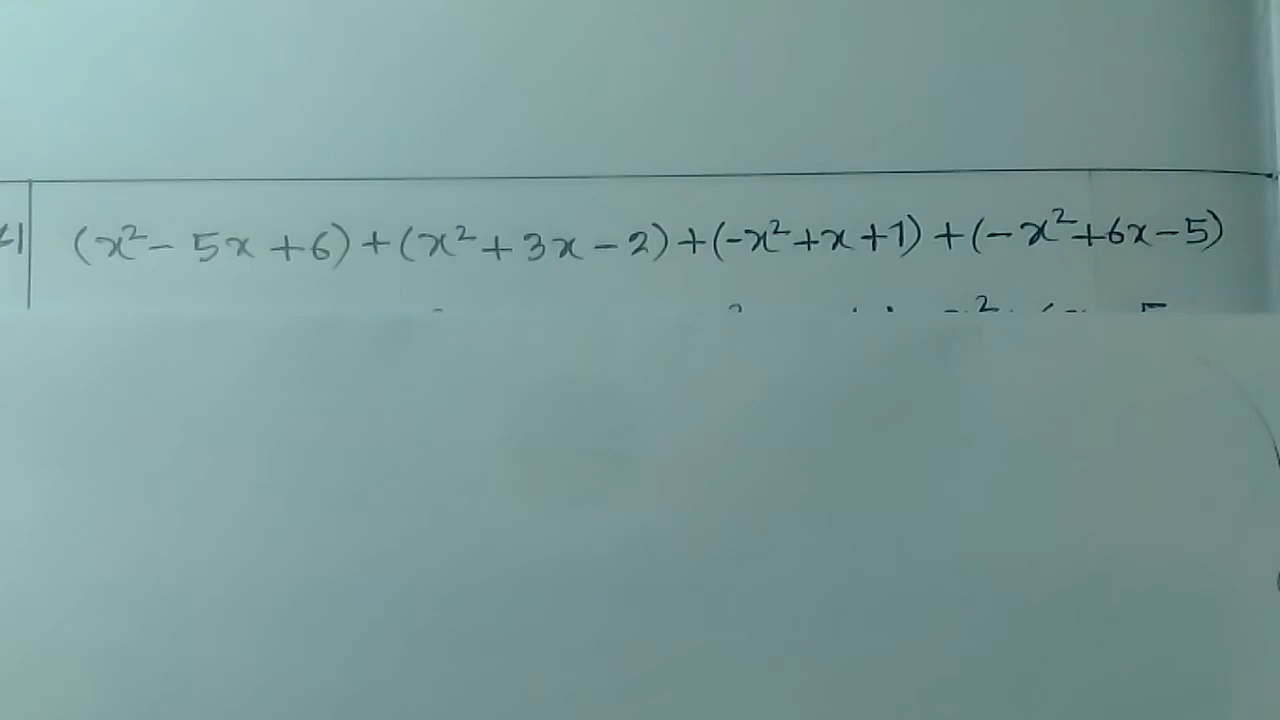 (x² - 5x + 6) + (x² + 3x - 2) + (-x² + x + 1) + (-x² + 6x - 5)